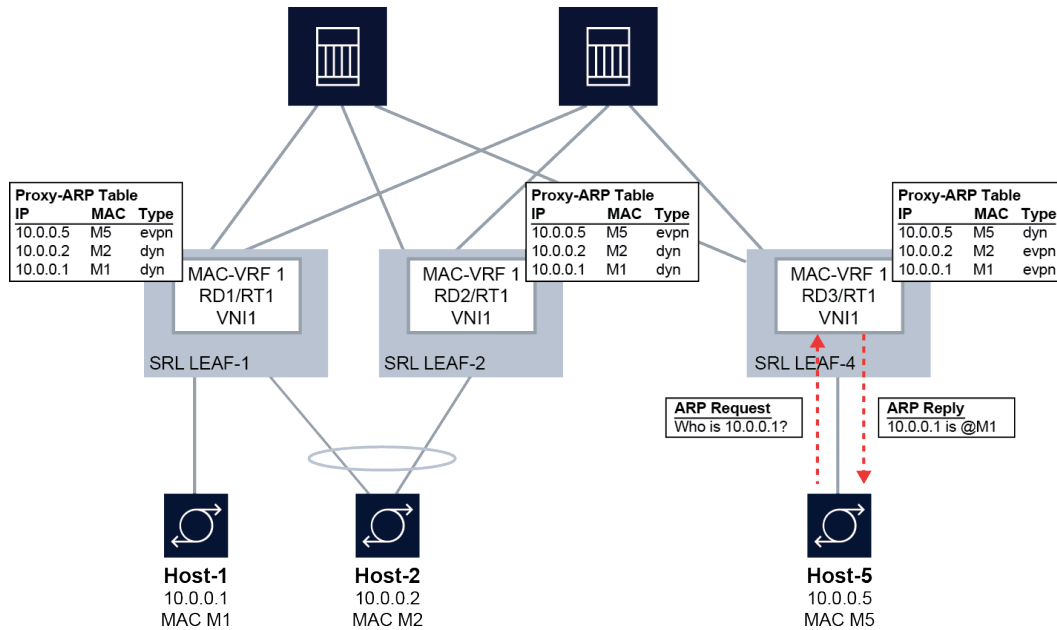 Proxy-ARP Table
IP MAC Type
10.0.0.5 M5 evpn
10.0.0.2 M2 dyn
10.0.0.1 M1 dyn
Proxy-ARP Table
IP MAC Type
10.0.0.5 M5 evpn
10.0.0.2 M2 dyn
10.0.0.1 M1 dyn
Proxy-ARP Table
IP MAC Type
10.0.0.5 M5 dyn
10.0.0.2 M2 evpn
10.0.0.1 M1 evpn
MAC-VRF 1
RD1/RT1
VNI1
SRL LEAF-1
MAC-VRF 1
RD2/RT1
VNI1
SRL LEAF-2
MAC-VRF 1
RD3/RT1
VNI1
SRL LEAF-4
ARP Request
Who is 10.0.0.1?
ARP Reply
10.0.0.1 is @M1
Host-1
10.0.0.1
MAC M1
Host-2
10.0.0.2
MAC M2
Host-5
10.0.0.5
MAC M5